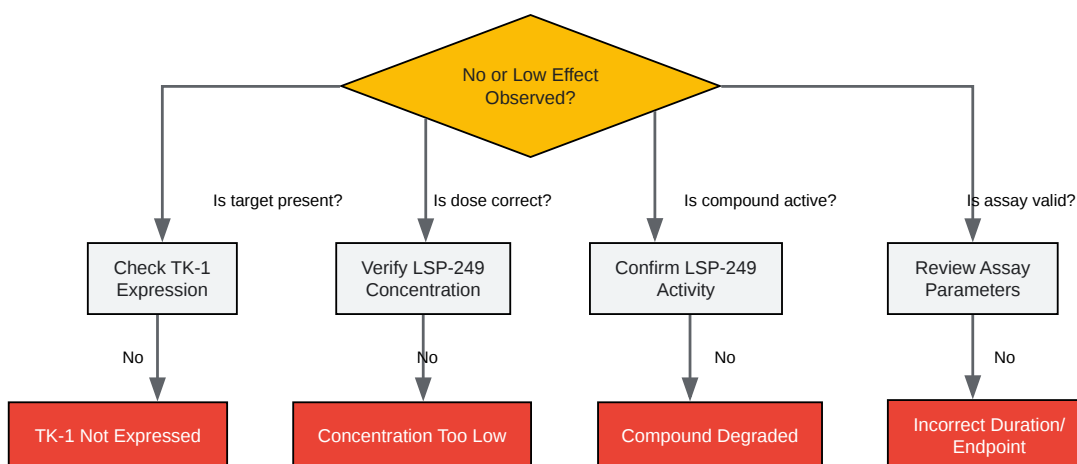 No or Low Effect
Observed?
Is target present?
Is dose correct?
Is compound active?
Is assay valid?
Check TK-1
Expression
Verify LSP-249
Concentration
Confirm LSP-249
Activity
Review Assay
Parameters
No
No
No
No
TK-1 Not Expressed
Concentration Too Low
Compound Degraded
Incorrect Duration/
Endpoint